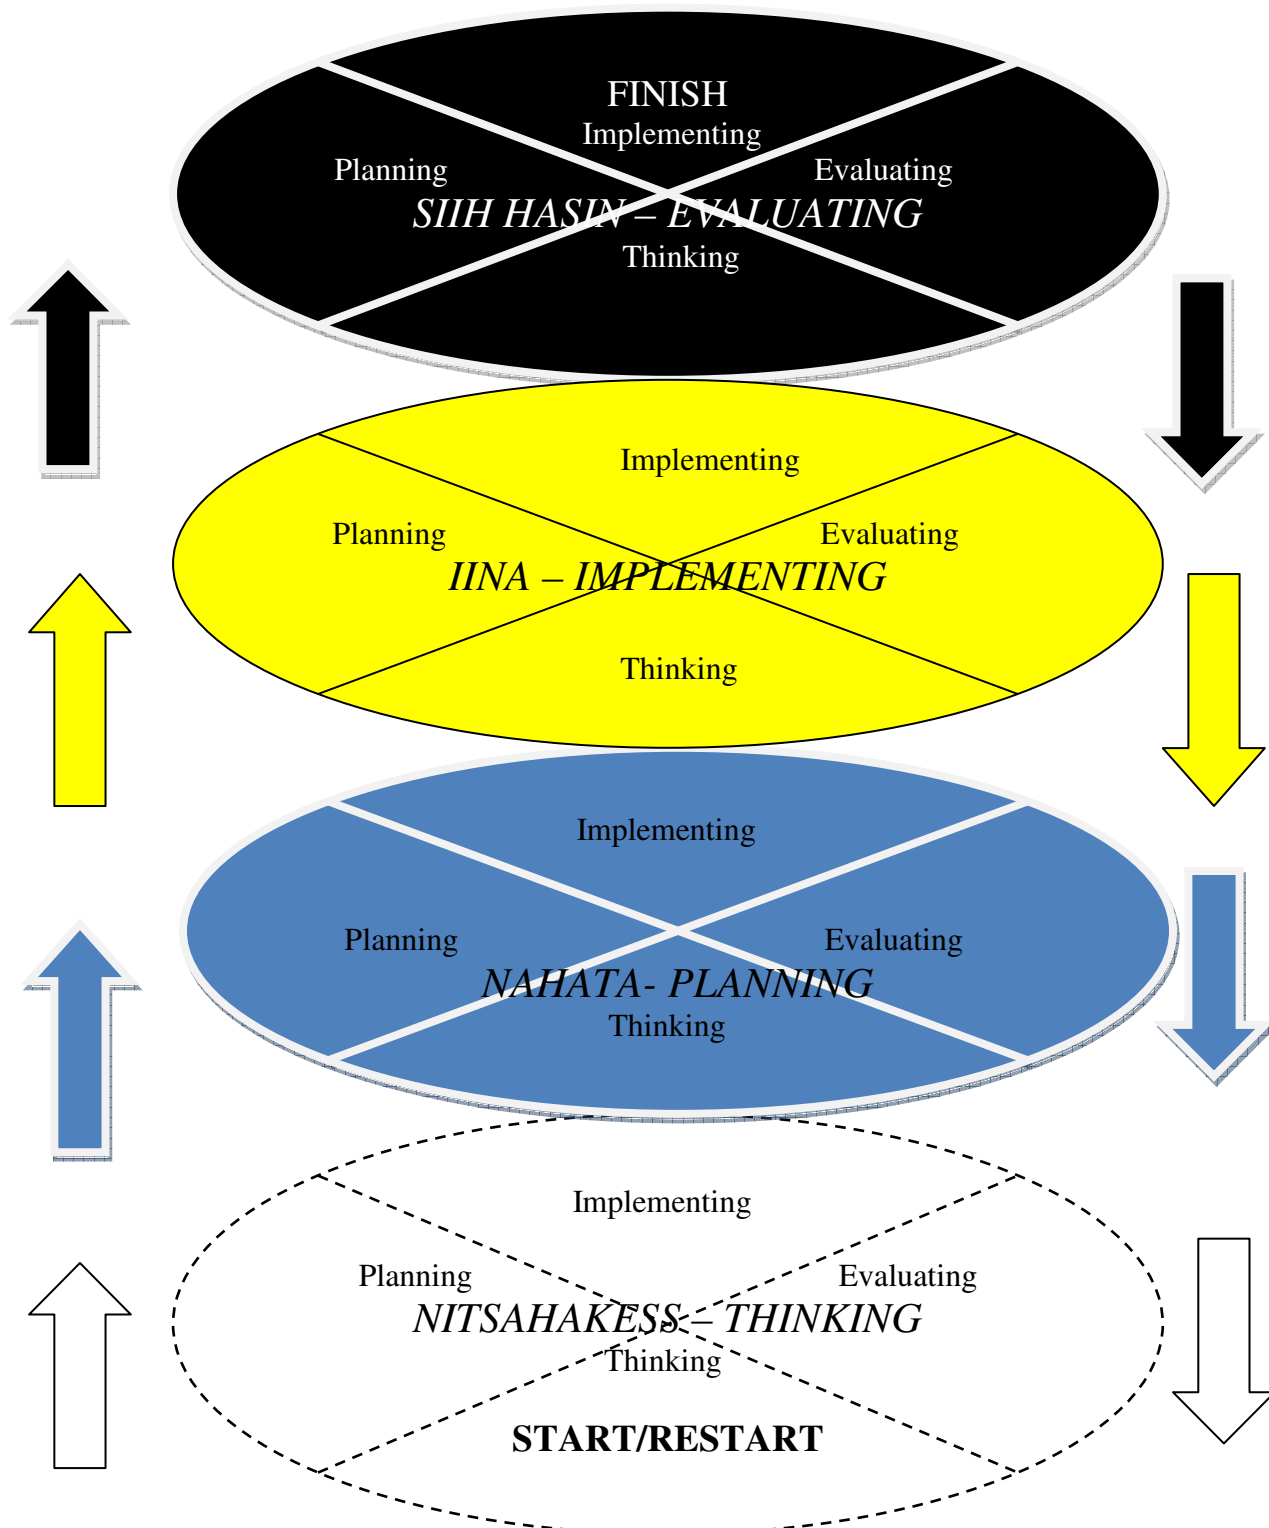 FINISH
Implementing
Planning
Evaluating
SIIH HASIN – EVALUATING
Thinking
Implementing
Planning
Evaluating
IINA – IMPLEMENTING
Thinking
Implementing
Planning
Evaluating
NAHATA- PLANNING
Thinking
Implementing
Planning
Evaluating
NITSAHAKESS – THINKING
Thinking
START/RESTART